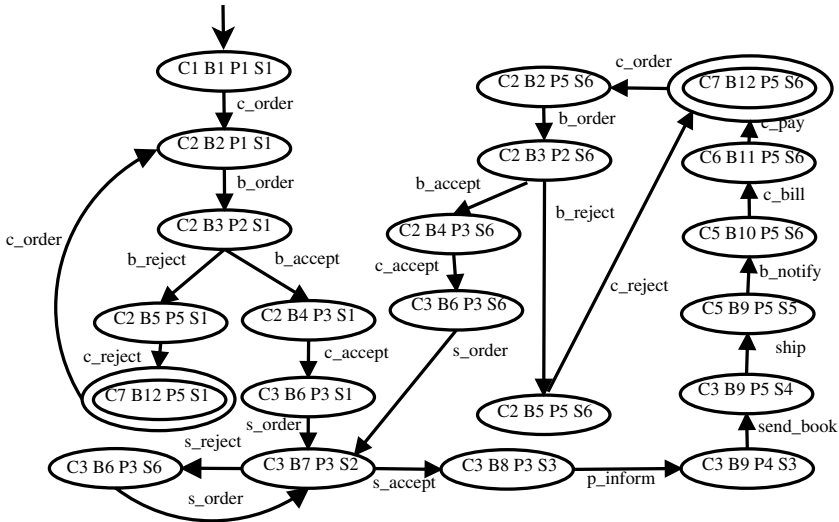 C1 B1 P1 S1
c_order
C2 B2 P1 S1
b_order
C2 B3 P2 S1
c_order
b_reject
b_accept
C2 B5 P5 S1
C2 B4 P3 S1
c_reject
c_accept
C7 B12 P5 S1
C3 B6 P3 S1
s_reject
s_order
C3 B6 P3 S6
C3 B7 P3 S2
s_order
s_accept
C3 B8 P3 S3
p_inform
C3 B9 P4 S3
send_book
C3 B9 P5 S4
ship
C5 B9 P5 S5
b_notify
C5 B10 P5 S6
c_bill
C6 B11 P5 S6
c_pay
C7 B12 P5 S6
c_order
C2 B2 P5 S6
b_order
C2 B3 P2 S6
b_accept
b_reject
C2 B4 P3 S6
c_accept
C3 B6 P3 S6
s_order
c_reject
C2 B5 P5 S6